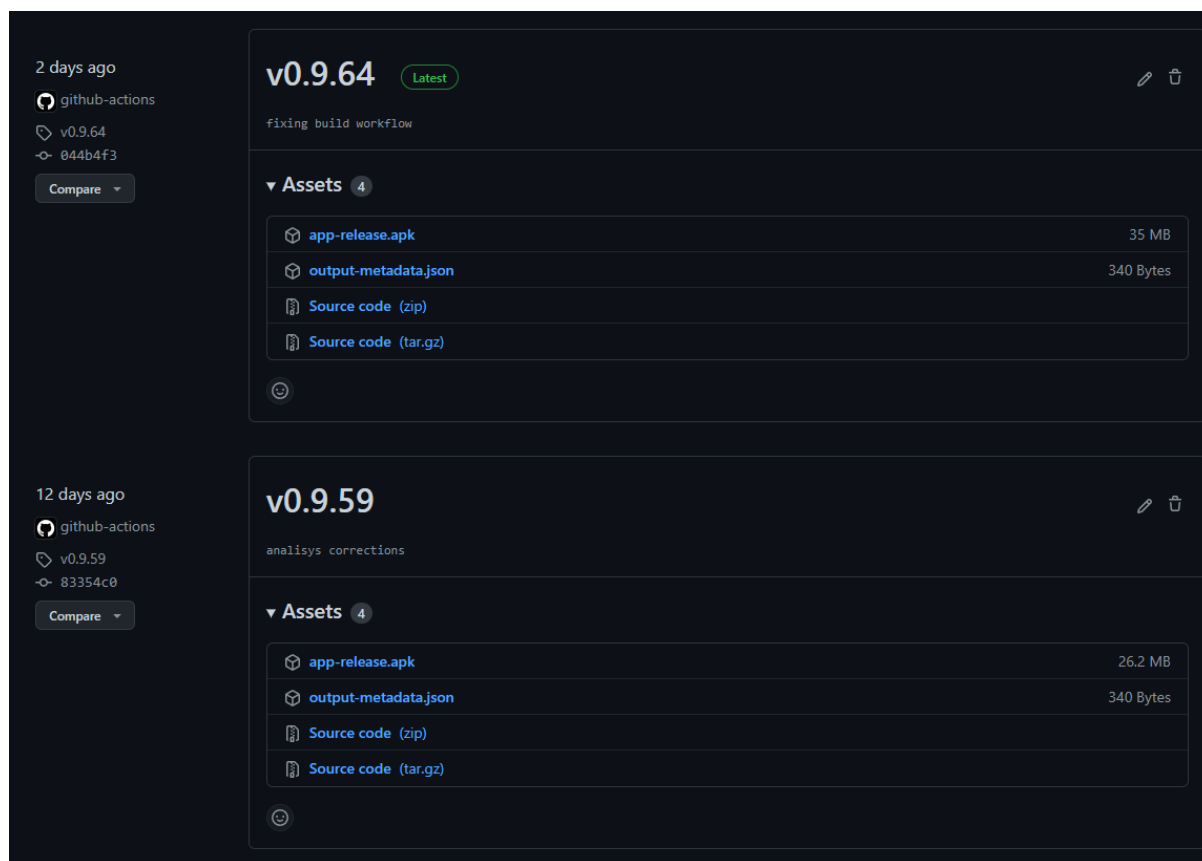 2 days ago
github-actions
v0.9.64
044b4f3
Compare
v0.9.64 Latest
fixing build workflow
Assets 4
app-release.apk 35 MB
output-metadata.json 340 Bytes
Source code (zip)
Source code (tar.gz)
12 days ago
github-actions
v0.9.59
83354c0
Compare
v0.9.59
analisys corrections
Assets 4
app-release.apk 26.2 MB
output-metadata.json 340 Bytes
Source code (zip)
Source code (tar.gz)